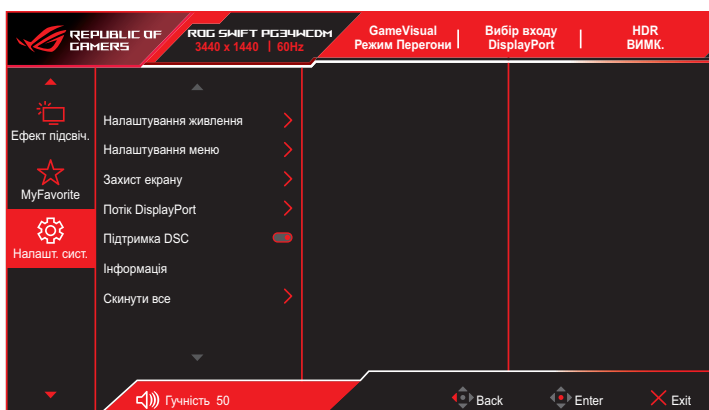 REPUBLIC OF
GAMERS
ROG SWIFT PG34WCDM
3440 x 1440 | 60Hz
GameVisual
Режим Перегони
Вибір входу
DisplayPort
HDR
ВИМК.
Ефект підсвіч.
MyFavorite
Налашт. сист.
Налаштування живлення
Налаштування меню
Захист екрану
Потік DisplayPort
Підтримка DSC
Інформація
Скинути все
Гучність 50
Back
Enter
Exit